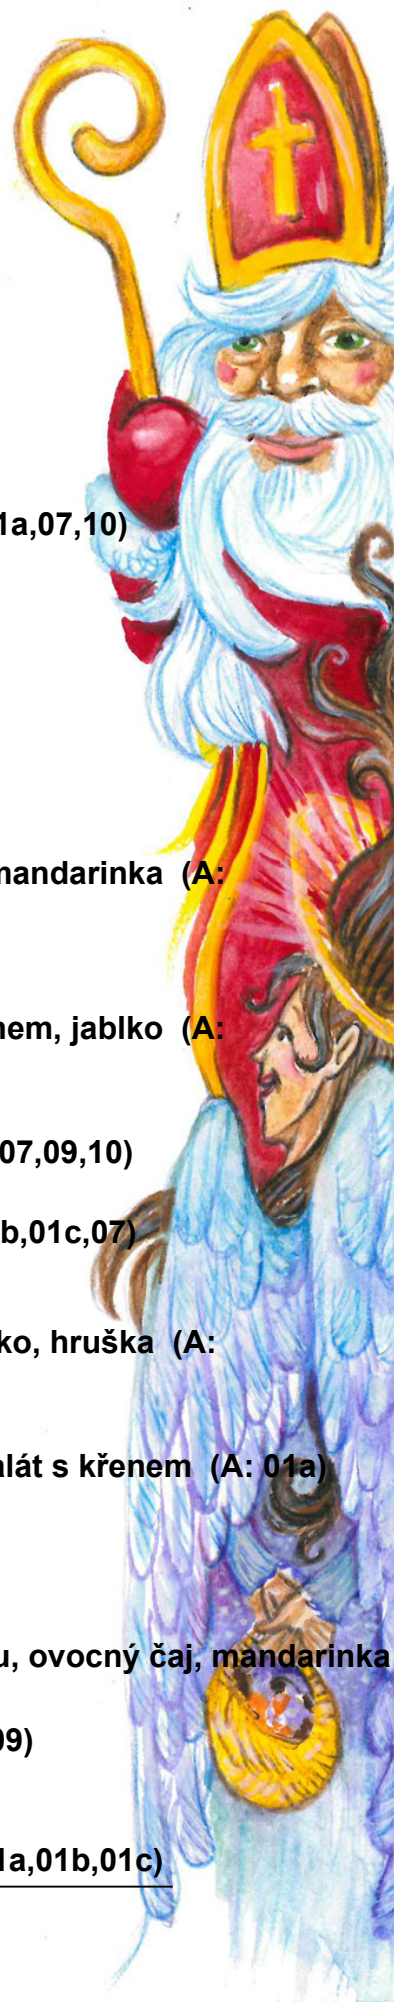 1a,07,10)
mandarinka (A:
nem, jablko (A:
07,09,10)
b,01c,07)
ko, hruška (A:
alát s křenem (A: 01a)
u, ovocný čaj, mandarinka
09)
1a,01b,01c)